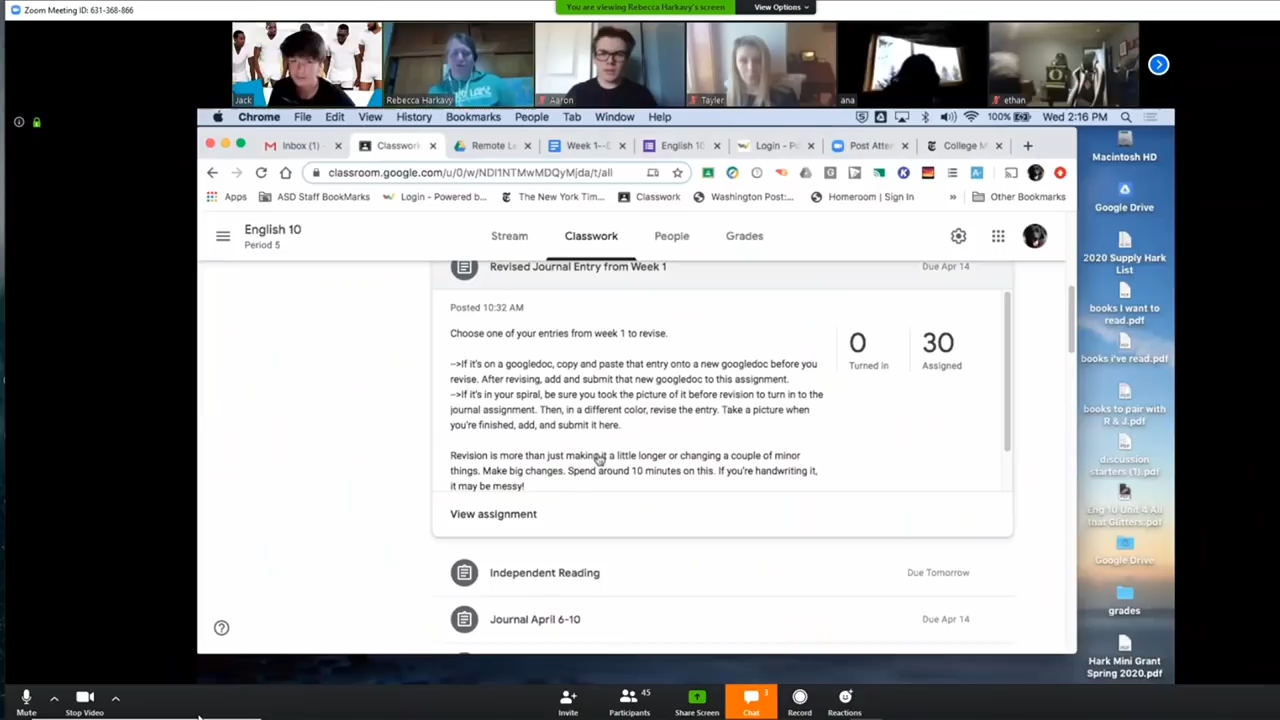 Zoom Meeting ID: 631-368-866
You are viewing Rebecca Harkavy's screen
View Options
Jack
Rebecca Harkavy
Aaron
Tayler
ana
ethan
Chrome File Edit View History Bookmarks People Tab Window Help
100%
Wed 2:16 PM
Inbox (1)
Classwork
Remote Le
Week 1--E
English 10
Login - Po
Post Atten
College M
classroom.google.com/u/0/w/NDI1NTMwMDQyMjda/t/all
Apps
ASD Staff BookMarks
Login - Powered b...
The New York Tim...
Classwork
Washington Post:...
Homeroom | Sign In
»
Other Bookmarks
English 10
Period 5
Stream
Classwork
People
Grades
Revised Journal Entry from Week 1
Due Apr 14
Posted 10:32 AM
Choose one of your entries from week 1 to revise.
-->If it's on a googledoc, copy and paste that entry onto a new googledoc before you
revise. After revising, add and submit that new googledoc to this assignment.
-->If it's in your spiral, be sure you took the picture of it before revision to turn in to the
journal assignment. Then, in a different color, revise the entry. Take a picture when
you're finished, add, and submit it here.
Revision is more than just making it a little longer or changing a couple of minor
things. Make big changes. Spend around 10 minutes on this. If you're handwriting it,
it may be messy!
0
Turned in
30
Assigned
View assignment
Independent Reading
Due Tomorrow
Journal April 6-10
Due Apr 14
Macintosh HD
Google Drive
2020 Supply Hark
List
books I want to
read.pdf
books i've read.pdf
books to pair with
R & J.pdf
discussion
starters (1).pdf
Eng 10 Unit 4 All
that Glitters.pdf
Google Drive
grades
Hark Mini Grant
Spring 2020.pdf
Mute
Stop Video
Invite
45
Participants
Share Screen
3
Chat
Record
Reactions